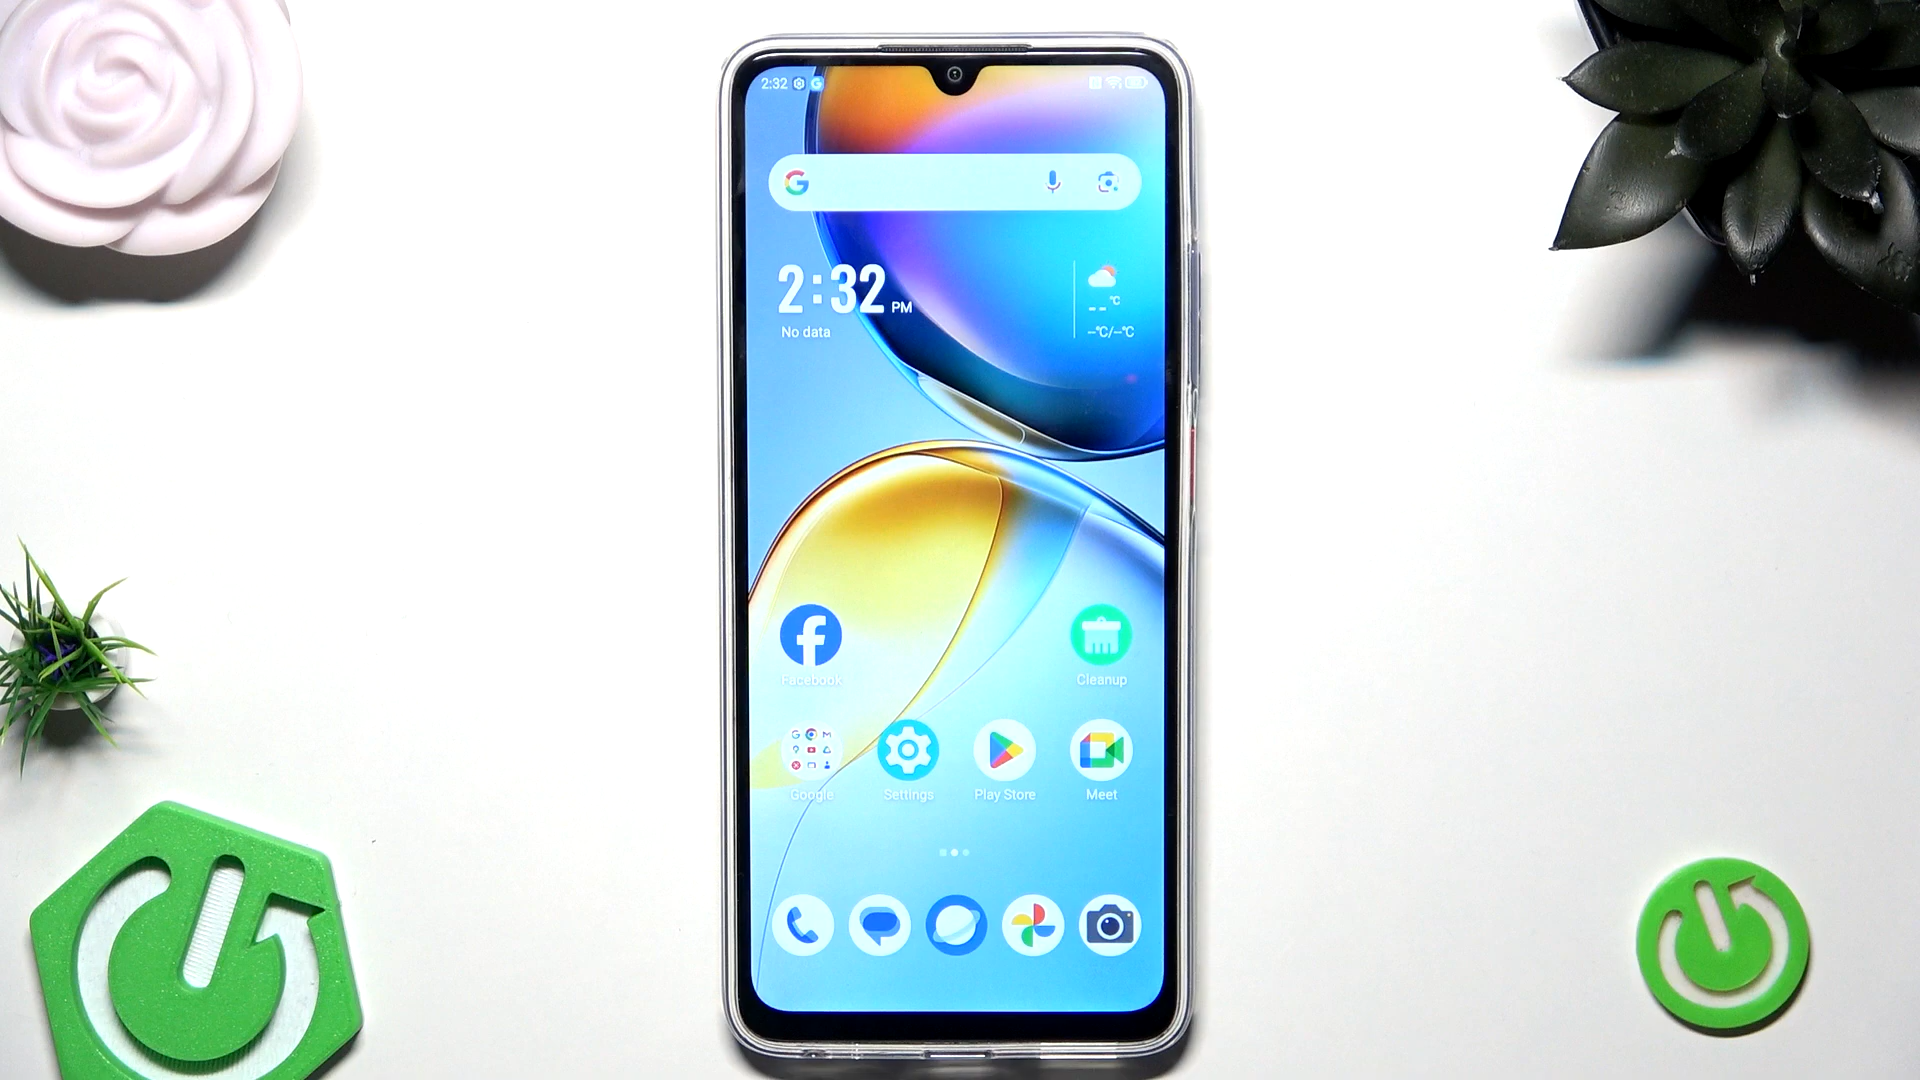 2:32
2:32 PM
No data
-- °C
--°C/--°C
Facebook
Cleanup
Google
Settings
Play Store
Meet